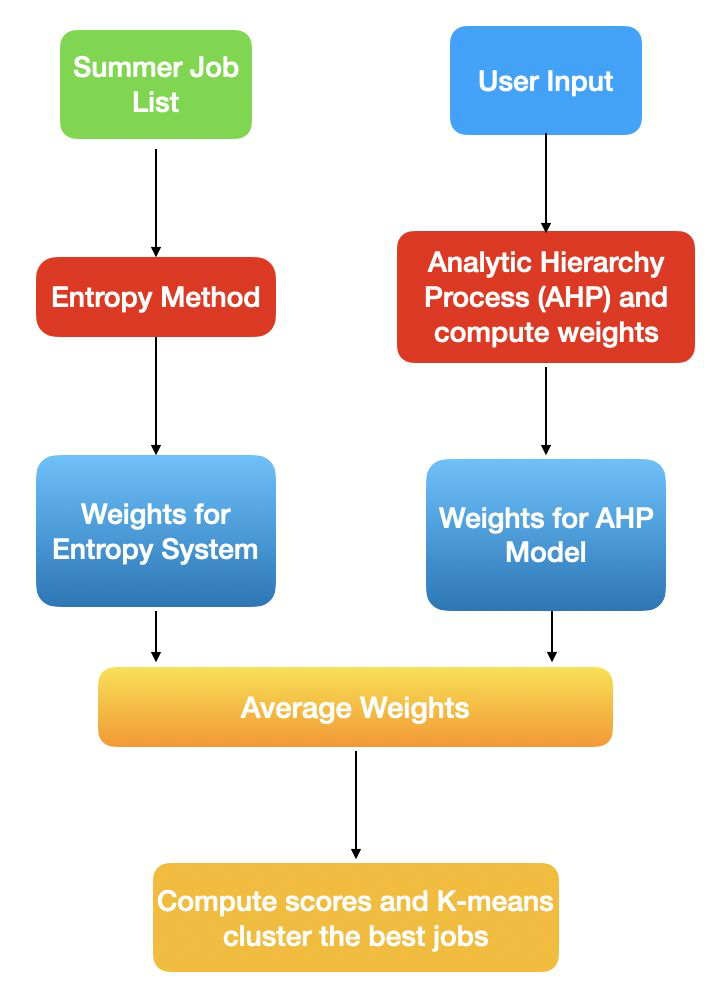 Summer Job
List
User Input
Entropy Method
Analytic Hierarchy
Process (AHP) and
compute weights
Weights for
Entropy System
Weights for AHP
Model
Average Weights
Compute scores and K-means
cluster the best jobs